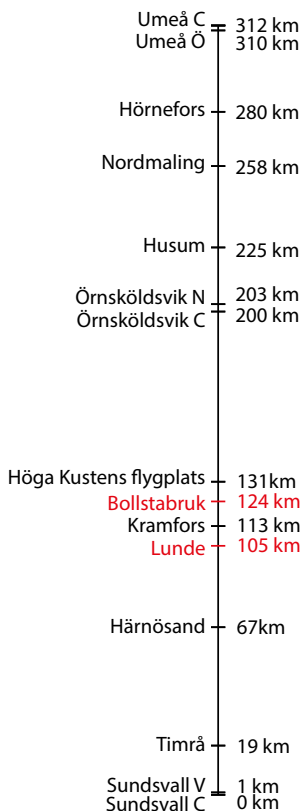 Umeå C 312 km
Umeå Ö 310 km
Hörnefors 280 km
Nordmaling 258 km
Husum 225 km
Örnsköldsvik N 203 km
Örnsköldsvik C 200 km
Höga Kustens flygplats 131km
Bollstabruk 124 km
Kramfors 113 km
Lunde 105 km
Härnösand 67km
Timrå 19 km
Sundsvall V 1 km
Sundsvall C 0 km